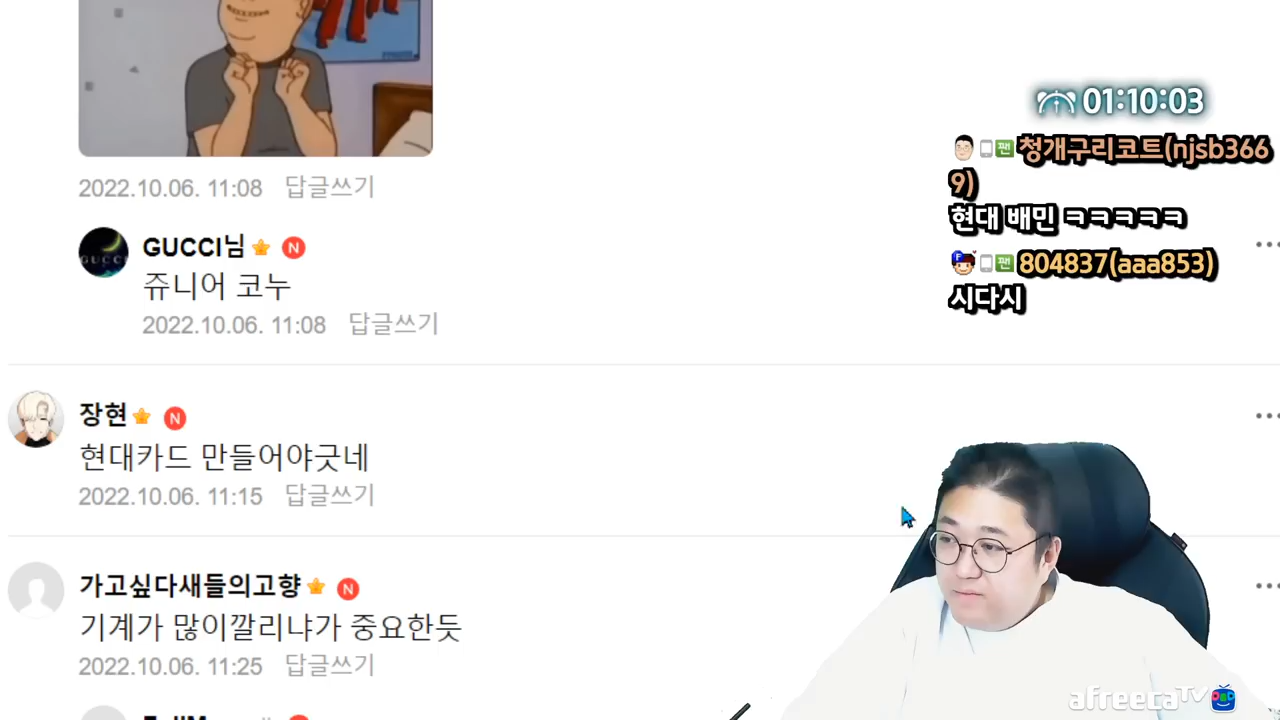 2022.10.06. 11:08 답글쓰기
GUCCI님 N
쥬니어 코누
2022.10.06. 11:08 답글쓰기
장현 N
현대카드 만들어야긋네
2022.10.06. 11:15 답글쓰기
가고싶다새들의고향 N
기계가 많이깔리냐가 중요한듯
2022.10.06. 11:25 답글쓰기
01:10:03
팬 청개구리코트(njsb366
9)
현대 배민 ㅋㅋㅋㅋㅋ
팬 804837(aaa853)
시다시
afreecaTV